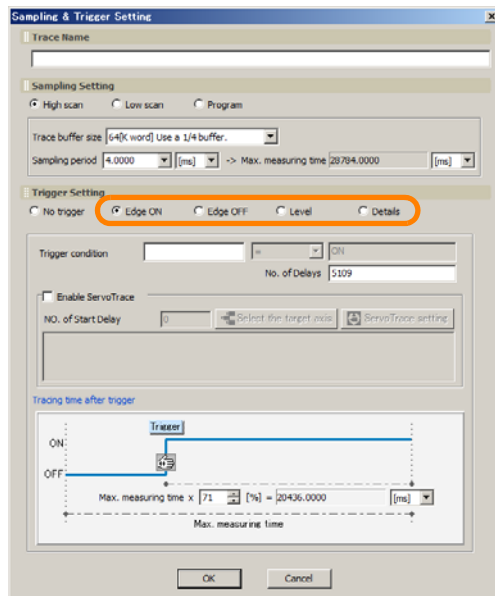 Sampling & Trigger Setting
Trace Name
Sampling Setting
High scan Low scan Program
Trace buffer size 64[K word] Use a 1/4 buffer.
Sampling period 4.0000 [ms] -> Max. measuring time 28784.0000 [ms]
Trigger Setting
No trigger Edge ON Edge OFF Level Details
Trigger condition = ON
No. of Delays 5109
Enable ServoTrace
NO. of Start Delay 0 Select the target axis ServoTrace setting
Tracing time after trigger
Trigger
ON
OFF
Max. measuring time x 71 [%] = 20436.0000 [ms]
Max. measuring time
OK Cancel